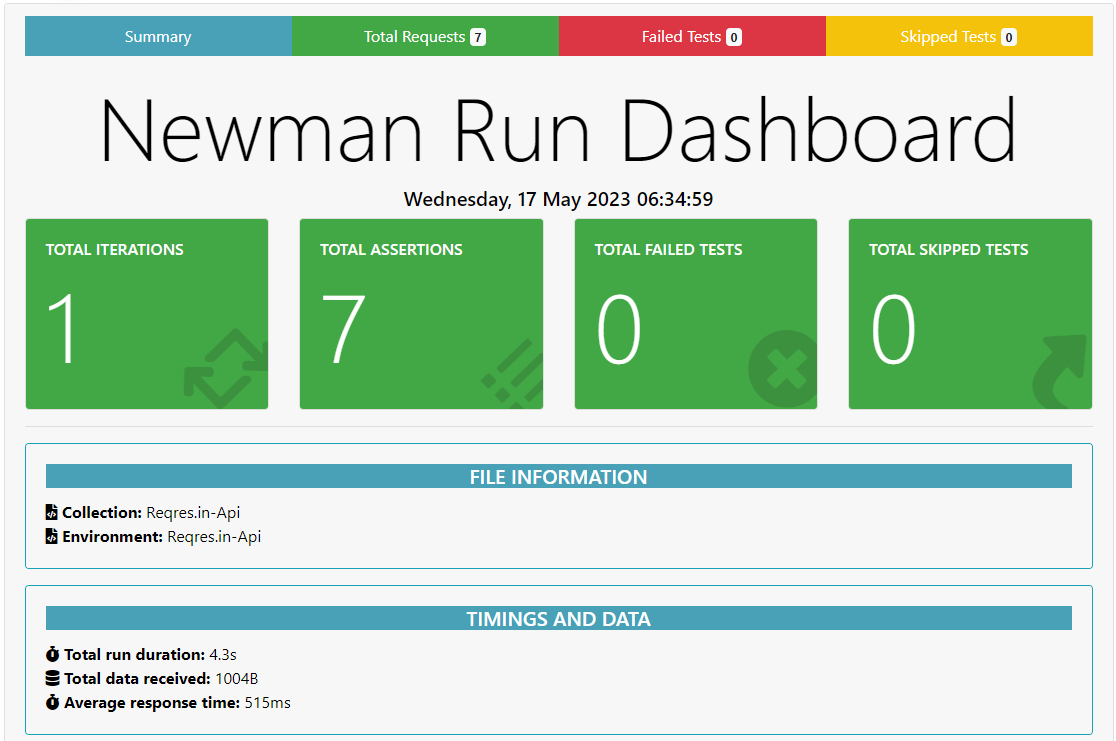 Summary Total Requests 7 Failed Tests 0 Skipped Tests 0
Newman Run Dashboard
Wednesday, 17 May 2023 06:34:59
TOTAL ITERATIONS TOTAL ASSERTIONS TOTAL FAILED TESTS TOTAL SKIPPED TESTS
1 7 0 0
FILE INFORMATION
Collection: Reqres.in-Api
Environment: Reqres.in-Api
TIMINGS AND DATA
Total run duration: 4.3s
Total data received: 1004B
Average response time: 515ms